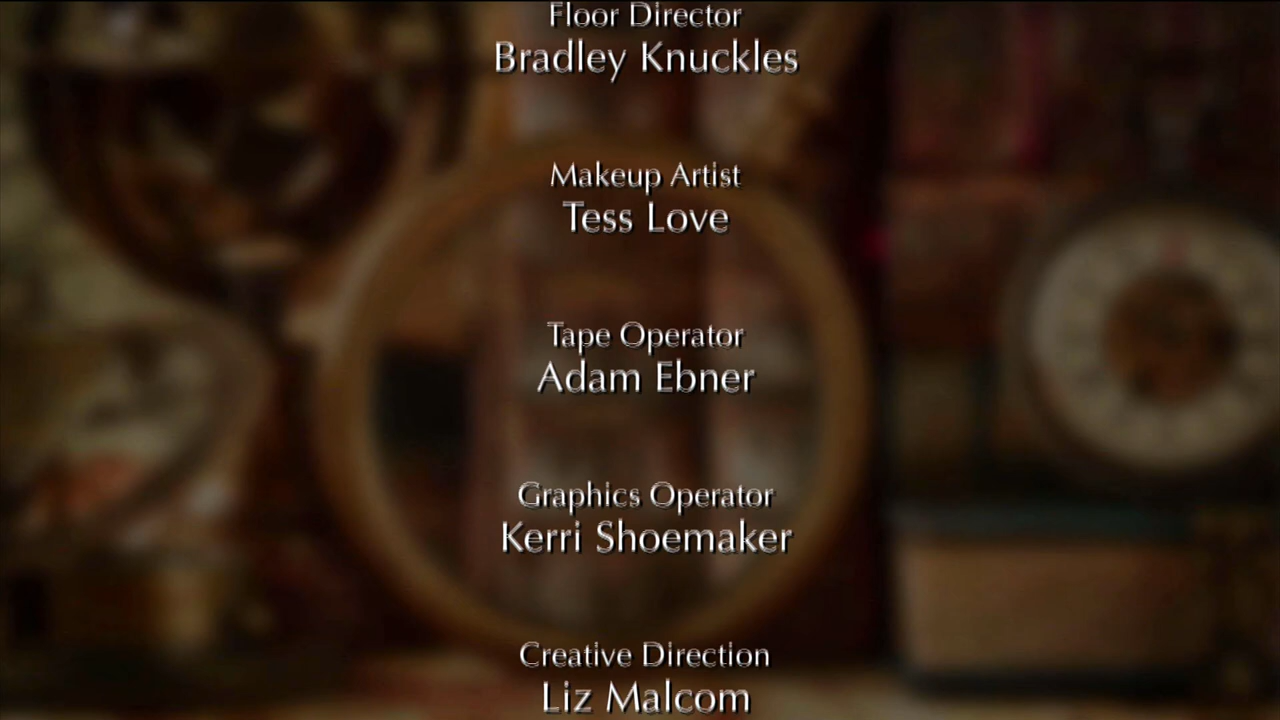 Floor Director
Bradley Knuckles
Makeup Artist
Tess Love
Tape Operator
Adam Ebner
Graphics Operator
Kerri Shoemaker
Creative Direction
Liz Malcom